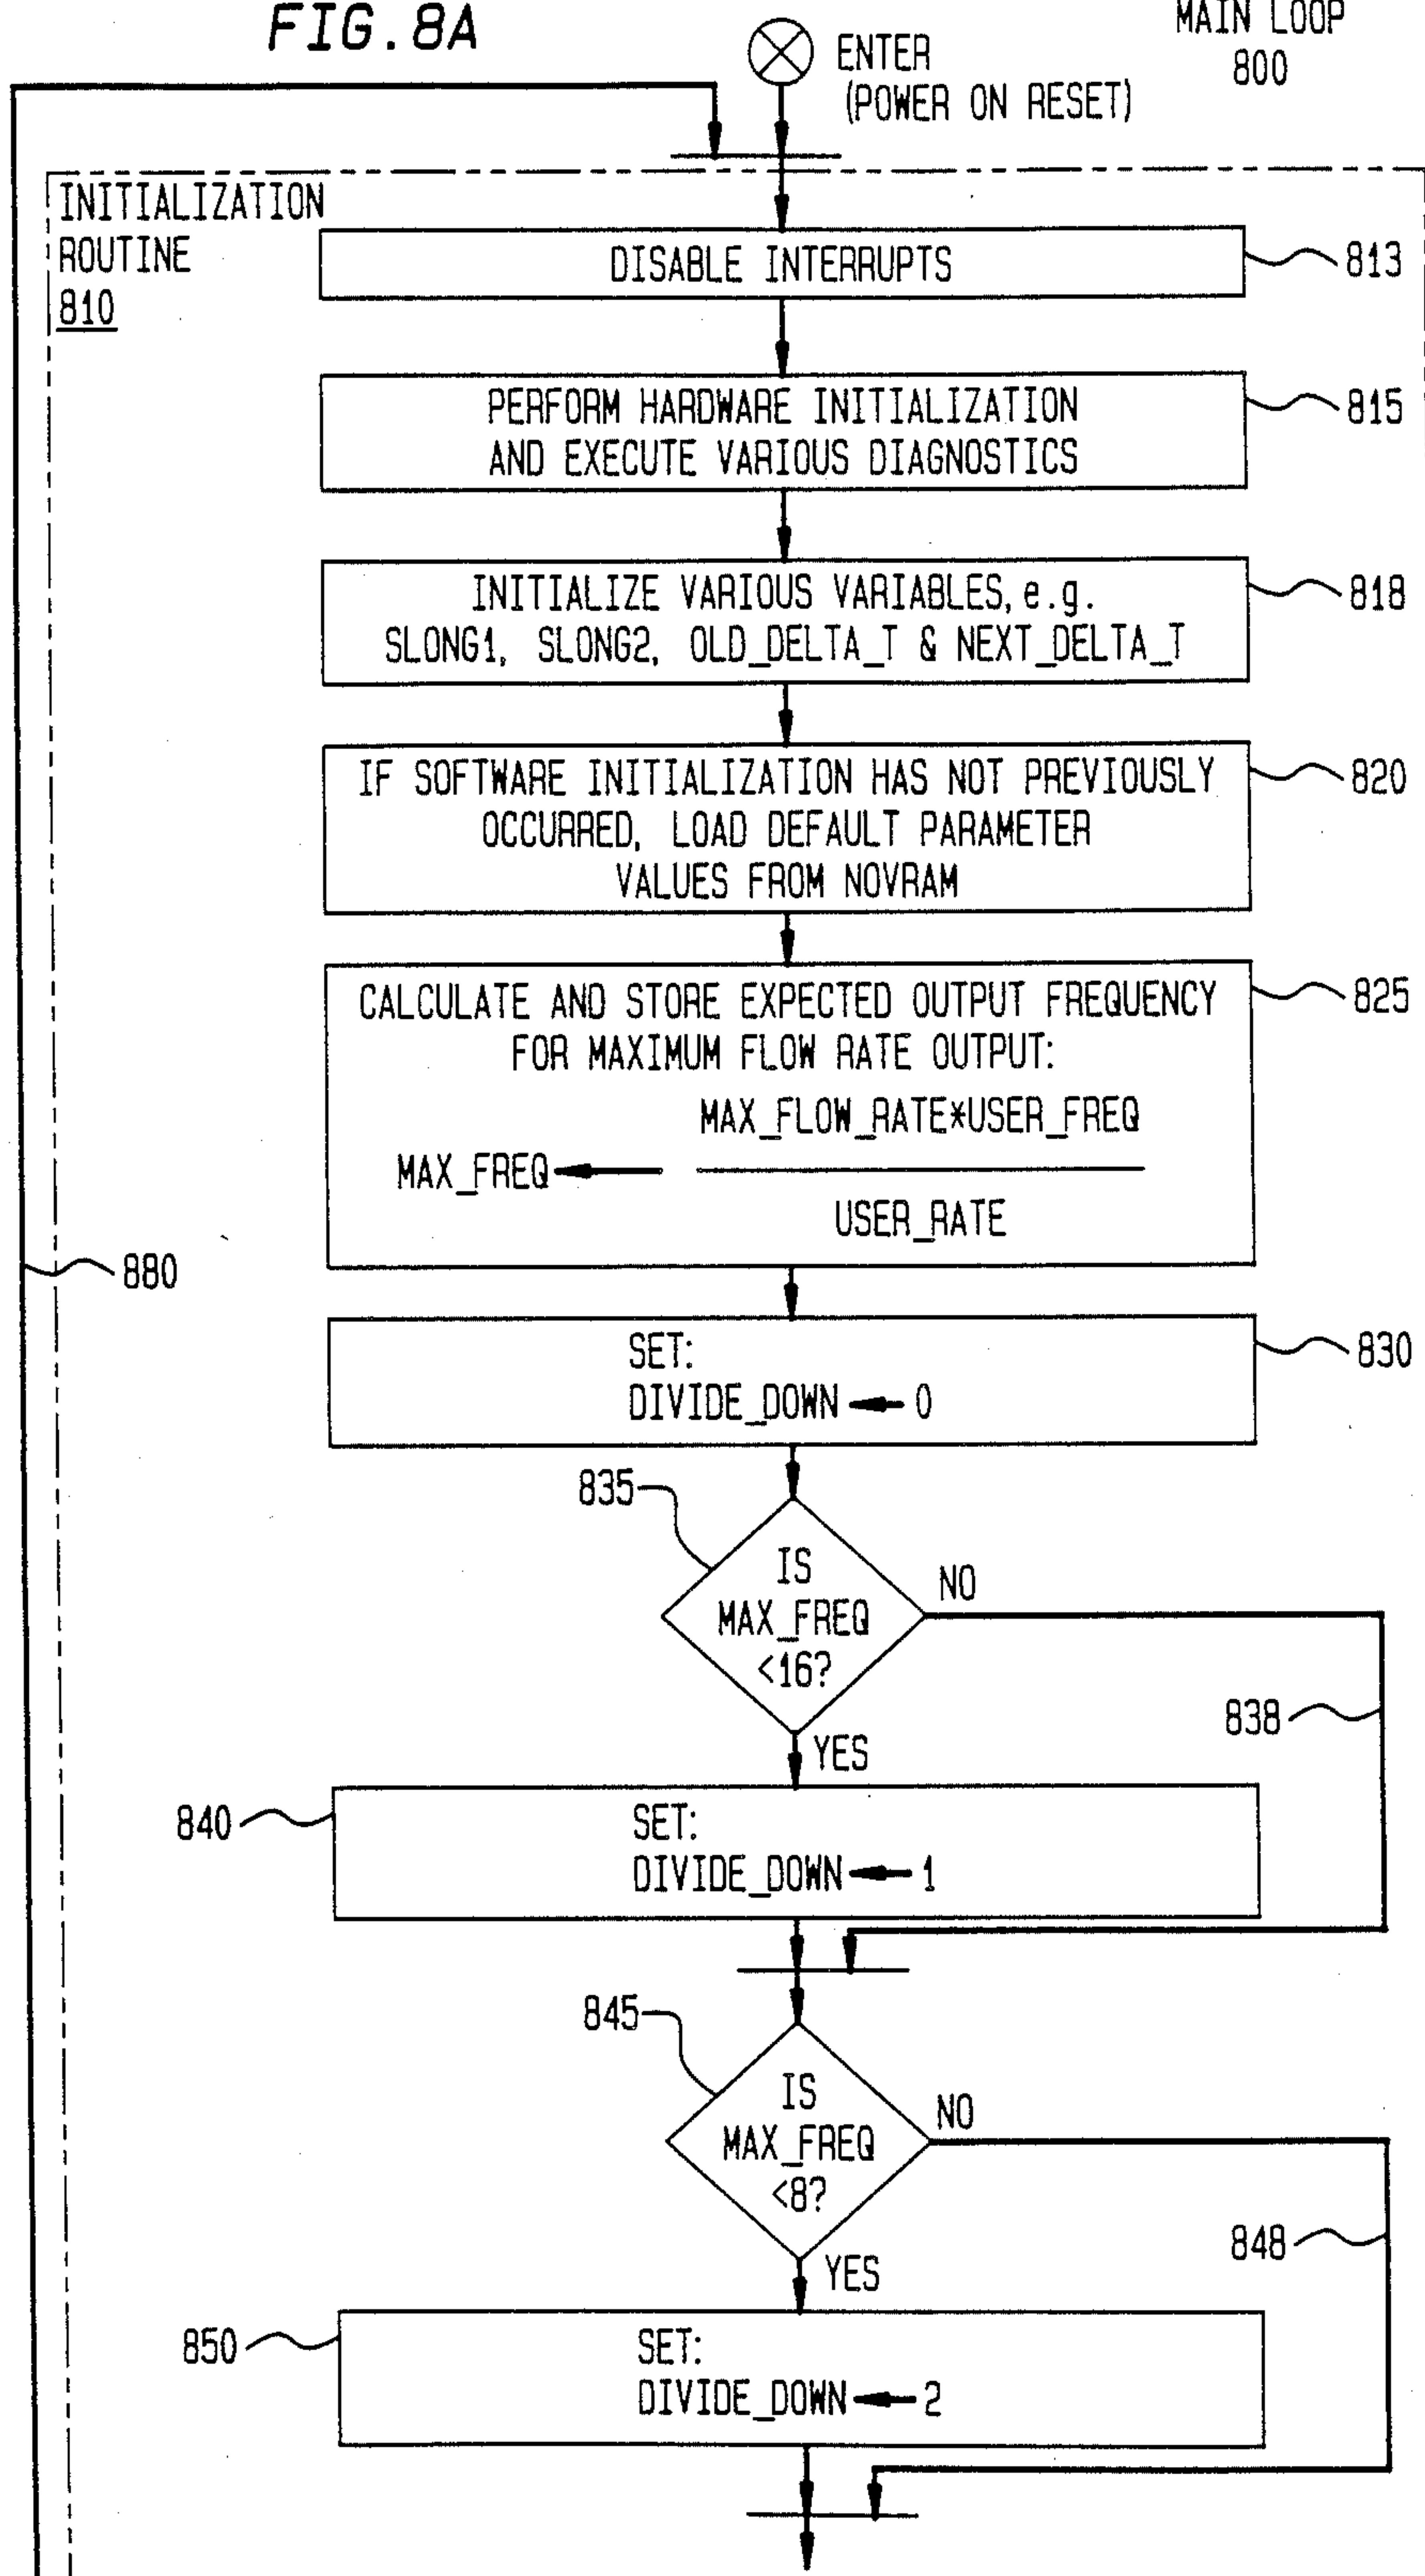 FIG.8A
MAIN LOOP
800
ENTER
(POWER ON RESET)
INITIALIZATION
ROUTINE
810
DISABLE INTERRUPTS
813
PERFORM HARDWARE INITIALIZATION
AND EXECUTE VARIOUS DIAGNOSTICS
815
INITIALIZE VARIOUS VARIABLES, e.g.
SLONG1, SLONG2, OLD_DELTA_T & NEXT_DELTA_T
818
IF SOFTWARE INITIALIZATION HAS NOT PREVIOUSLY
OCCURRED, LOAD DEFAULT PARAMETER
VALUES FROM NOVRAM
820
CALCULATE AND STORE EXPECTED OUTPUT FREQUENCY
FOR MAXIMUM FLOW RATE OUTPUT:
MAX_FLOW_RATE*USER_FREQ
MAX_FREQ ←
USER_RATE
825
880
SET:
DIVIDE_DOWN ← 0
830
835
IS
MAX_FREQ
<16?
NO
838
YES
840
SET:
DIVIDE_DOWN ← 1
845
IS
MAX_FREQ
<8?
NO
848
YES
850
SET:
DIVIDE_DOWN ← 2